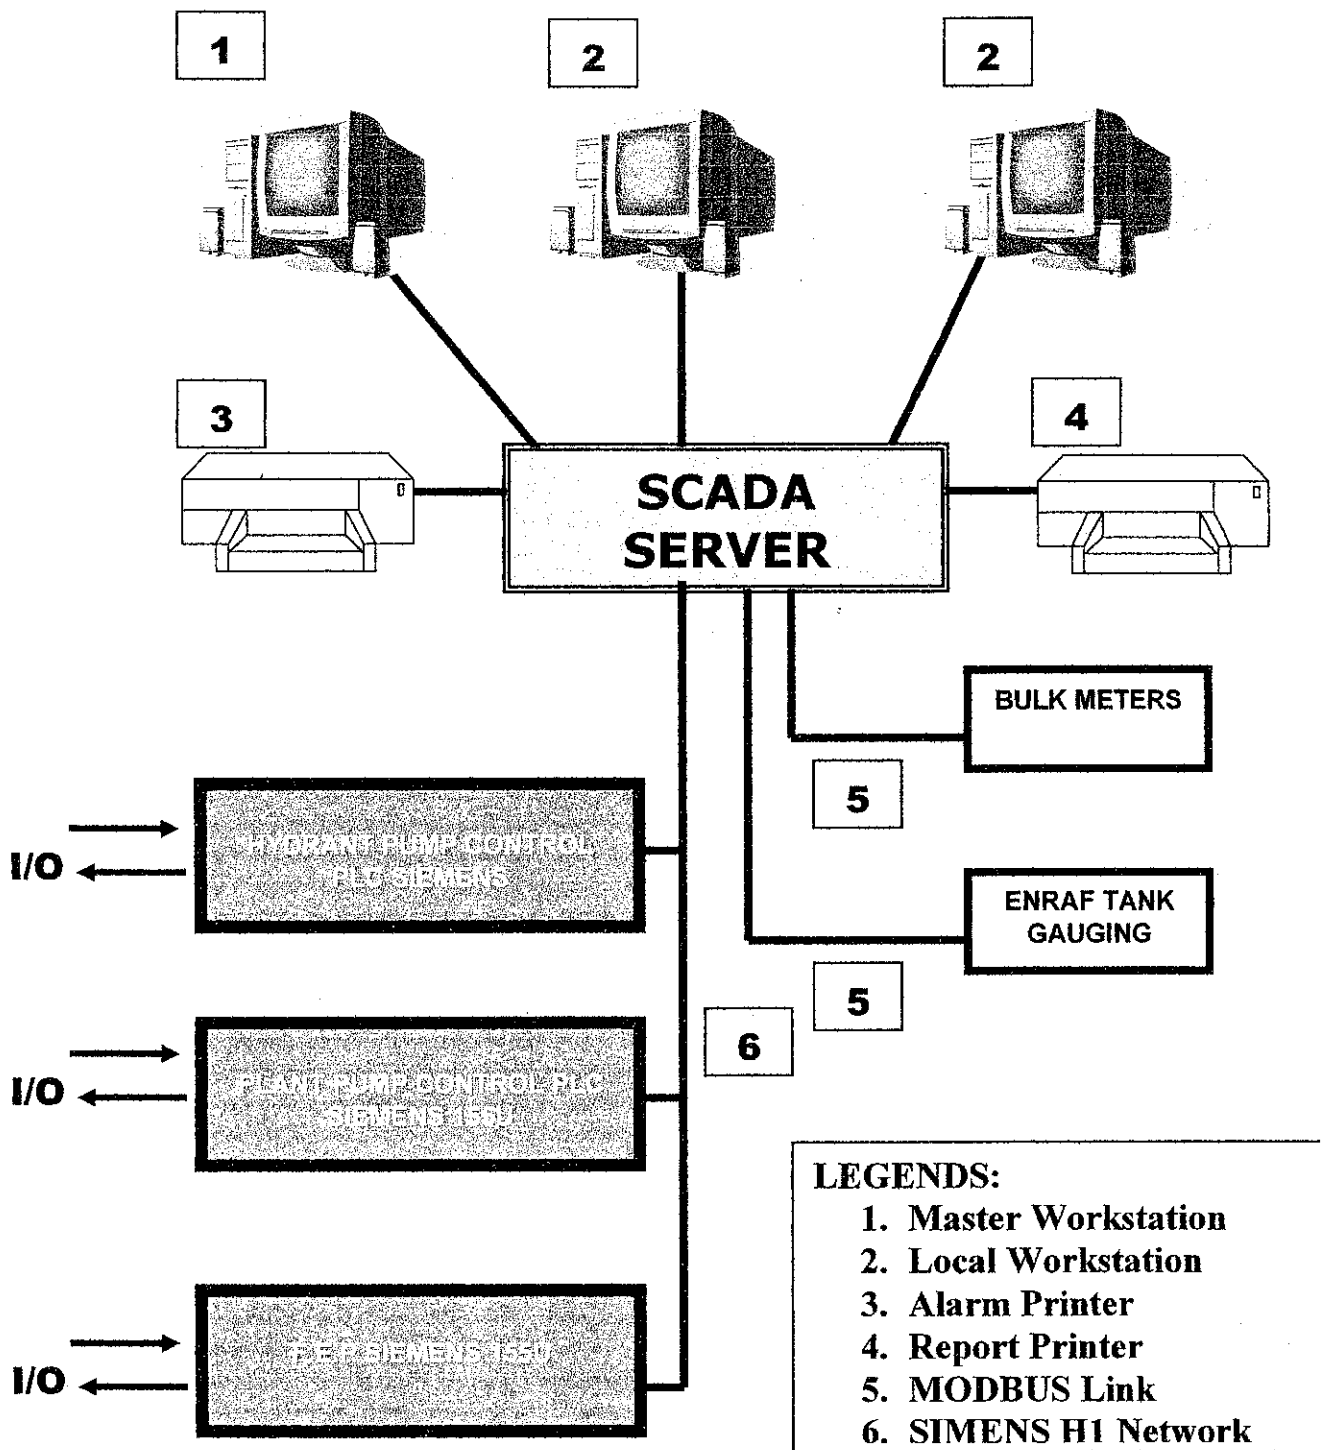 1
2
2
3
4
SCADA
SERVER
BULK METERS
5
HYDRANT PUMP CONTROL
PLC SIEMENS
I/O
ENRAF TANK
GAUGING
5
6
PLANT PUMP CONTROL PLC
SIEMENS 155U
I/O
F.E.P SIEMENS 155U
I/O
LEGENDS:
1. Master Workstation
2. Local Workstation
3. Alarm Printer
4. Report Printer
5. MODBUS Link
6. SIMENS H1 Network